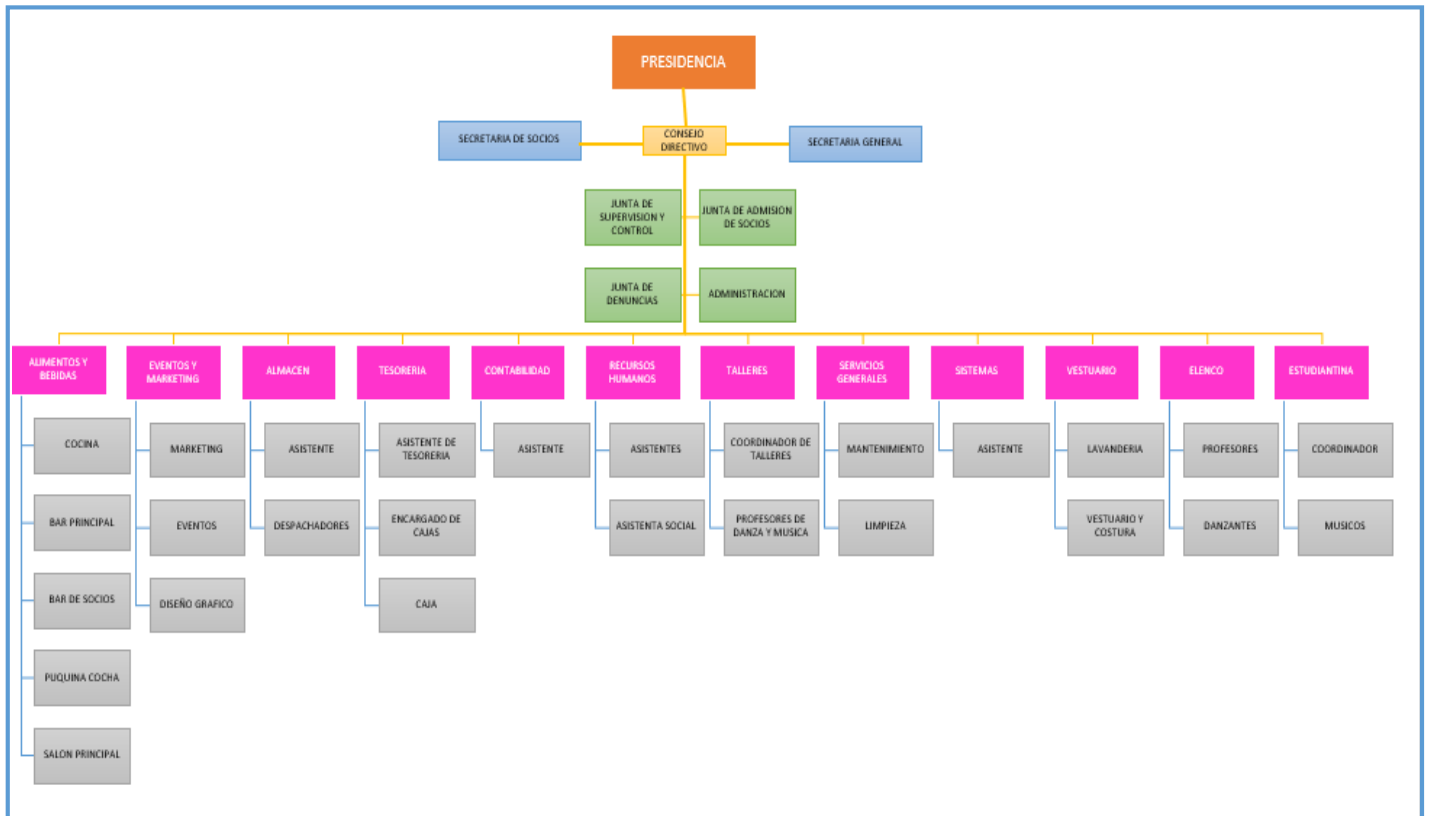 PRESIDENCIA
SECRETARIA DE SOCIOS
CONSEJO
DIRECTIVO
SECRETARIA GENERAL
JUNTA DE
SUPERVISION Y
CONTROL
JUNTA DE ADMISION
DE SOCIOS
JUNTA DE
DENUNCIAS
ADMINISTRACION
ALIMENTOS Y
BEBIDAS
EVENTOS Y
MARKETING
ALMACEN
TESORERIA
CONTABILIDAD
RECURSOS
HUMANOS
TALLERES
SERVICIOS
GENERALES
SISTEMAS
VESTUARIO
ELENCO
ESTUDIANTINA
COCINA
BAR PRINCIPAL
BAR DE SOCIOS
PUQUINA COCHA
SALON PRINCIPAL
MARKETING
EVENTOS
DISEÑO GRAFICO
ASISTENTE
DESPACHADORES
ASISTENTE DE
TESORERIA
ENCARGADO DE
CAJAS
CAJA
ASISTENTE
ASISTENTES
ASISTENTA SOCIAL
COORDINADOR DE
TALLERES
PROFESORES DE
DANZA Y MUSICA
MANTENIMIENTO
LIMPIEZA
ASISTENTE
LAVANDERIA
VESTUARIO Y
COSTURA
PROFESORES
DANZANTES
COORDINADOR
MUSICOS